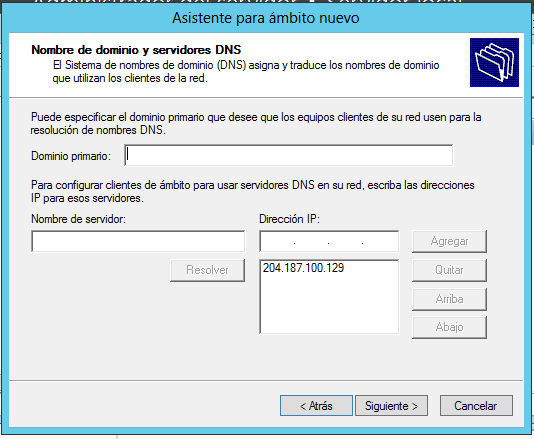 Asistente para ámbito nuevo
Nombre de dominio y servidores DNS
El Sistema de nombres de dominio (DNS) asigna y traduce los nombres de dominio
que utilizan los clientes de la red.
Puede especificar el dominio primario que desee que los equipos clientes de su red usen para la
resolución de nombres DNS.
Dominio primario:
Para configurar clientes de ámbito para usar servidores DNS en su red, escriba las direcciones
IP para esos servidores.
Nombre de servidor: Dirección IP:
. . . Agregar
Resolver 204.187.100.129 Quitar
Arriba
Abajo
< Atrás Siguiente > Cancelar